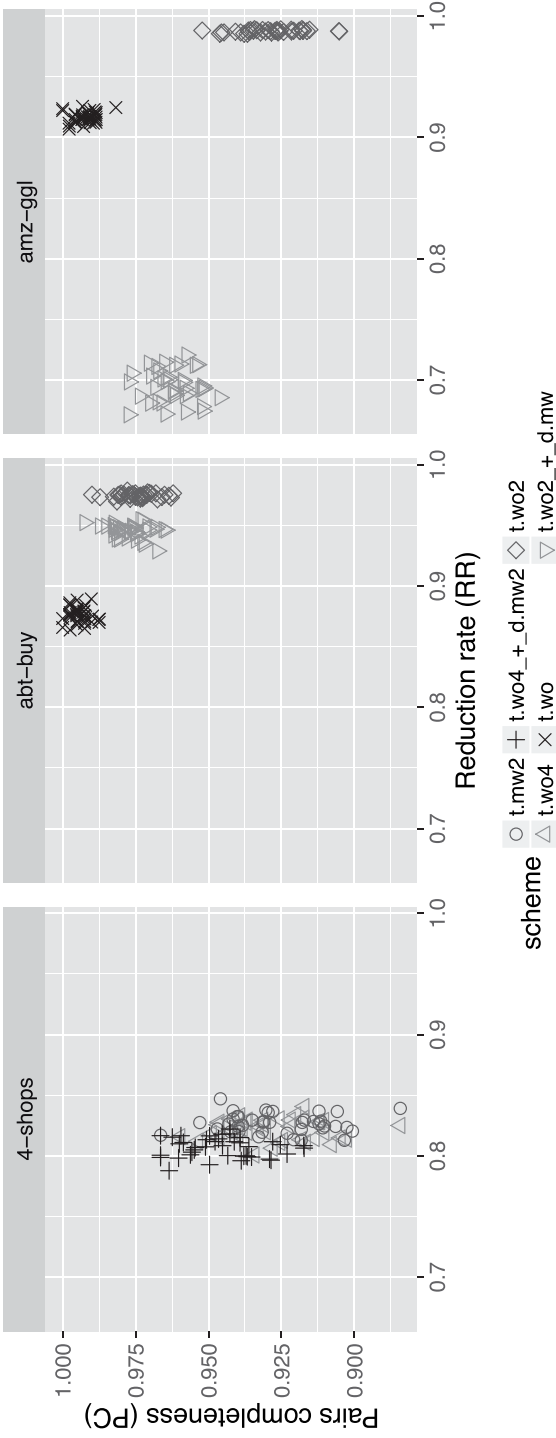 4−shops
abt−buy
amz−ggl
1.000
0.975
0.950
0.925
0.900
Pairs completeness (PC)
0.7 0.8 0.9 1.0
0.7 0.8 0.9 1.0
0.7 0.8 0.9 1.0
Reduction rate (RR)
scheme
t.mw2 t.wo4_+_d.mw2 t.wo2
t.wo4 t.wo t.wo2_+_d.mw